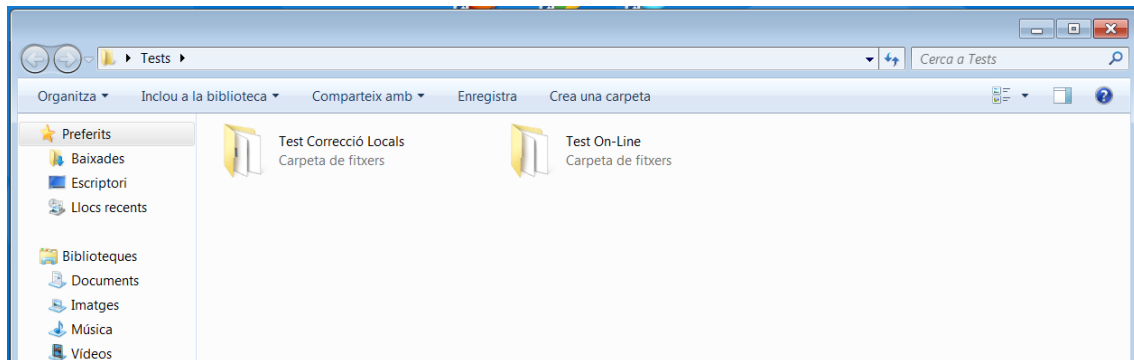 Tests
Cerca a Tests
Organitza
Inclou a la biblioteca
Comparteix amb
Enregistra
Crea una carpeta
Preferits
Baixades
Escriptori
Llocs recents
Biblioteques
Documents
Imatges
Música
Vídeos
Test Correcció Locals
Carpeta de fitxers
Test On-Line
Carpeta de fitxers